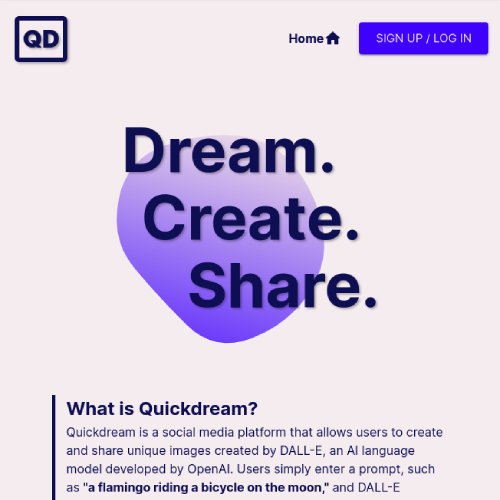 QD
Home
SIGN UP / LOG IN
Dream.
Create.
Share.
What is Quickdream?
Quickdream is a social media platform that allows users to create
and share unique images created by DALL-E, an AI language
model developed by OpenAI. Users simply enter a prompt, such
as "a flamingo riding a bicycle on the moon," and DALL-E